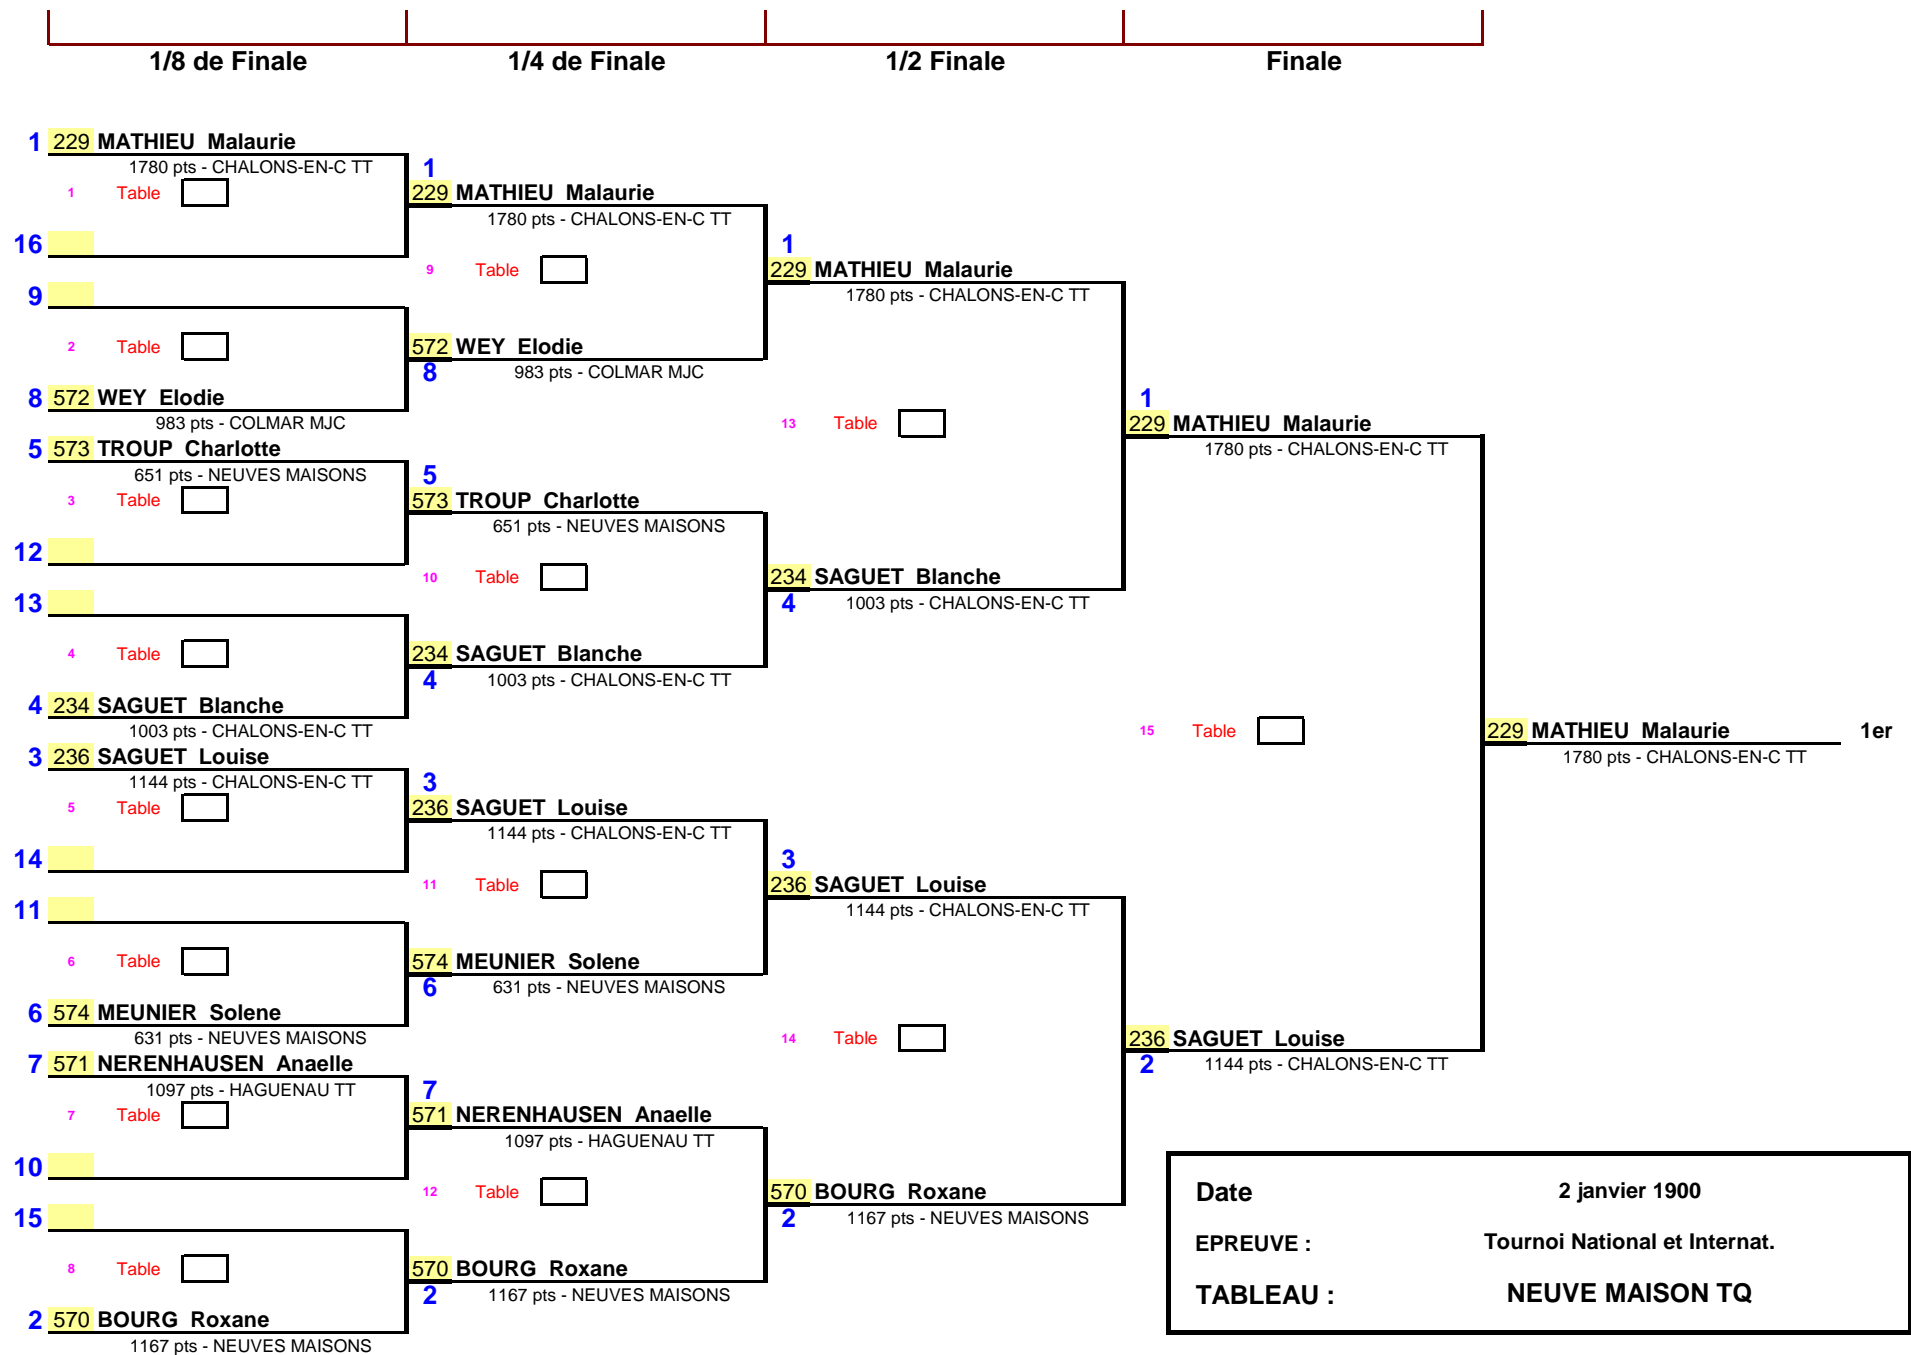 1/8 de Finale
1/4 de Finale
1/2 Finale
Finale
1 229 MATHIEU Malaurie
1780 pts - CHALONS-EN-C TT
1 Table
16
9
2 Table
8 572 WEY Elodie
983 pts - COLMAR MJC
5 573 TROUP Charlotte
651 pts - NEUVES MAISONS
3 Table
12
13
4 Table
4 234 SAGUET Blanche
1003 pts - CHALONS-EN-C TT
3 236 SAGUET Louise
1144 pts - CHALONS-EN-C TT
5 Table
14
11
6 Table
6 574 MEUNIER Solene
631 pts - NEUVES MAISONS
7 571 NERENHAUSEN Anaelle
1097 pts - HAGUENAU TT
7 Table
10
15
8 Table
2 570 BOURG Roxane
1167 pts - NEUVES MAISONS
1
229 MATHIEU Malaurie
1780 pts - CHALONS-EN-C TT
9 Table
572 WEY Elodie
8 983 pts - COLMAR MJC
5
573 TROUP Charlotte
651 pts - NEUVES MAISONS
10 Table
234 SAGUET Blanche
4 1003 pts - CHALONS-EN-C TT
3
236 SAGUET Louise
1144 pts - CHALONS-EN-C TT
11 Table
574 MEUNIER Solene
6 631 pts - NEUVES MAISONS
7
571 NERENHAUSEN Anaelle
1097 pts - HAGUENAU TT
12 Table
570 BOURG Roxane
2 1167 pts - NEUVES MAISONS
1
229 MATHIEU Malaurie
1780 pts - CHALONS-EN-C TT
13 Table
234 SAGUET Blanche
4 1003 pts - CHALONS-EN-C TT
3
236 SAGUET Louise
1144 pts - CHALONS-EN-C TT
14 Table
570 BOURG Roxane
2 1167 pts - NEUVES MAISONS
1
229 MATHIEU Malaurie
1780 pts - CHALONS-EN-C TT
15 Table
236 SAGUET Louise
2 1144 pts - CHALONS-EN-C TT
229 MATHIEU Malaurie 1er
1780 pts - CHALONS-EN-C TT
Date 2 janvier 1900
EPREUVE : Tournoi National et Internat.
TABLEAU : NEUVE MAISON TQ